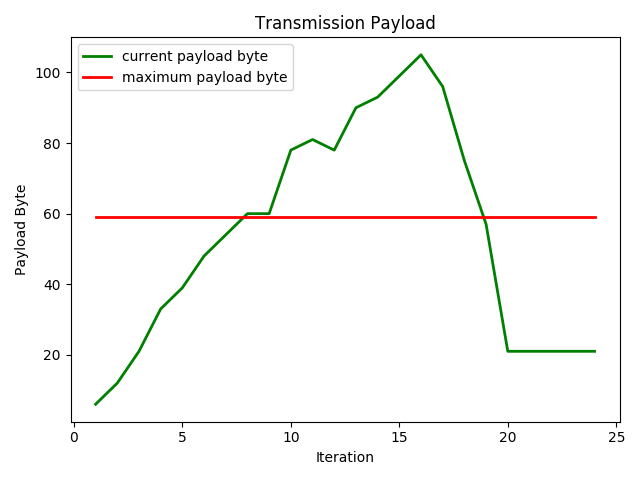 Transmission Payload
current payload byte
maximum payload byte
100
80
60
40
20
Payload Byte
0
5
10
15
20
25
Iteration